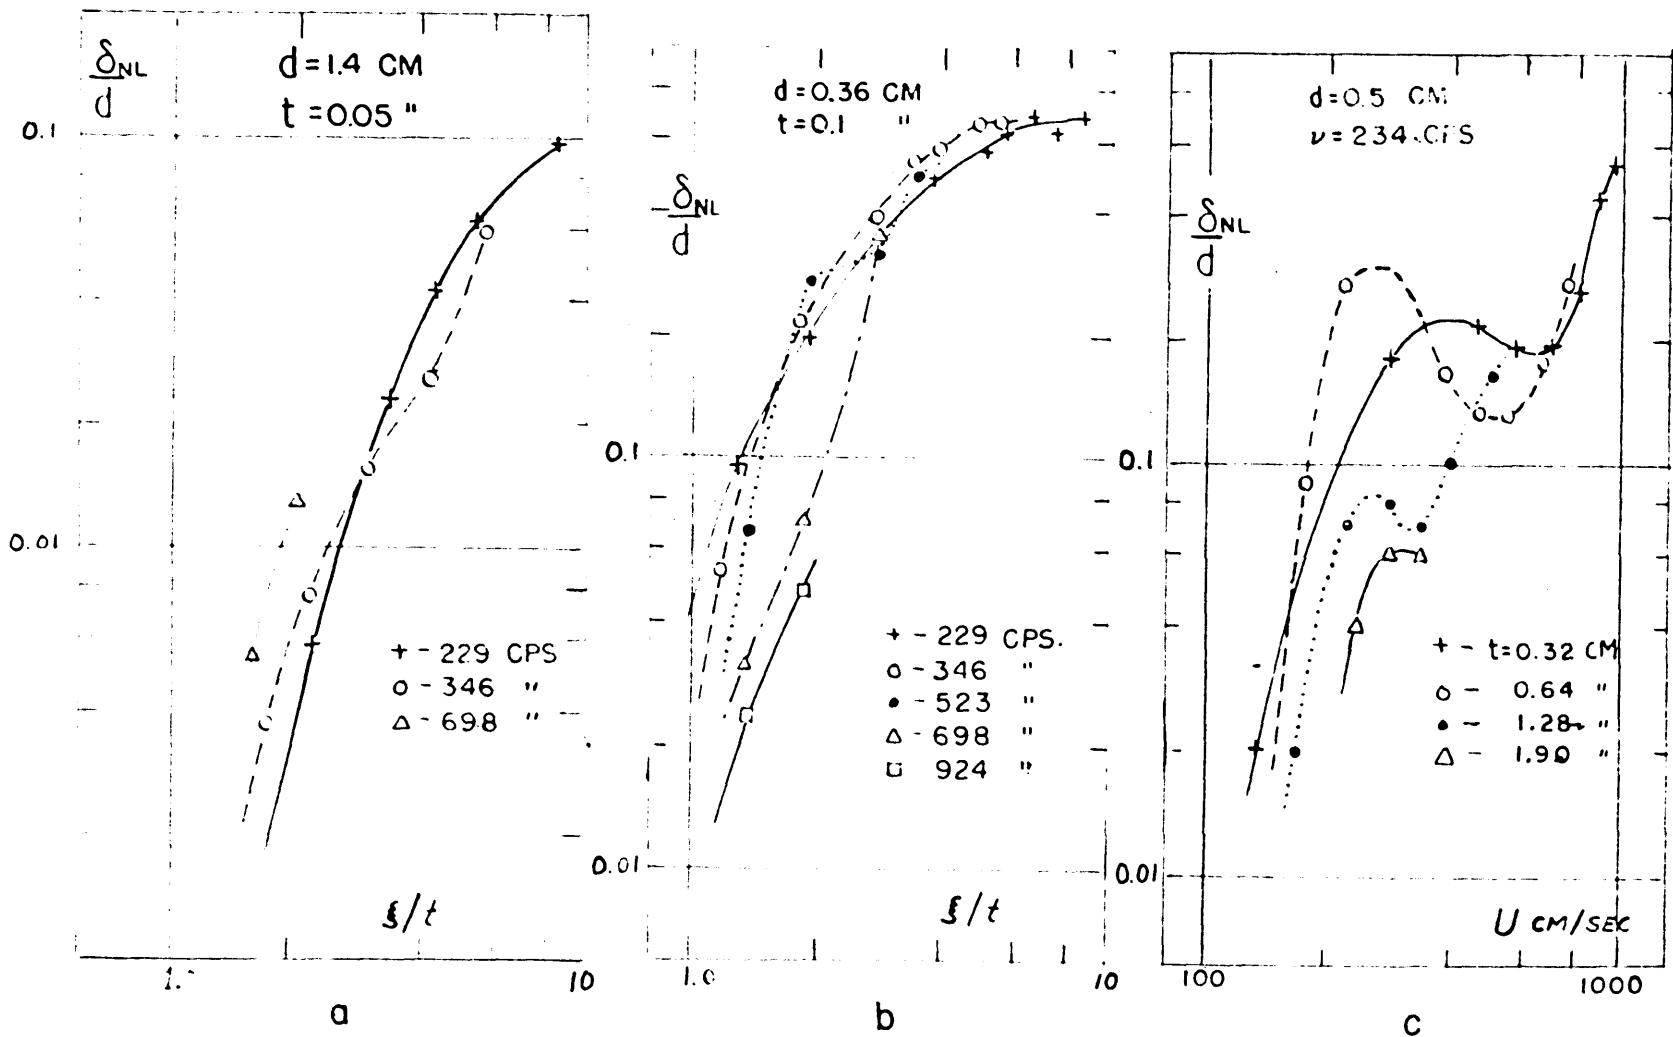 δNL
d
d=1.4 CM
t=0.05 "
0.1
0.01
+ - 229 CPS
o - 346 "
△ - 698 "
ξ/t
1.
10
a
d=0.36 CM
t=0.1 "
δNL
d
0.1
0.01
+ - 229 CPS.
o - 346 "
● - 523 "
△ - 698 "
□ 924 "
ξ/t
1.0
10
b
d=0.5 CM
ν=234 CPS
δNL
d
0.1
0.01
+ - t=0.32 CM
o - 0.64 "
● - 1.28 "
△ - 1.90 "
U CM/SEC
100
1000
c